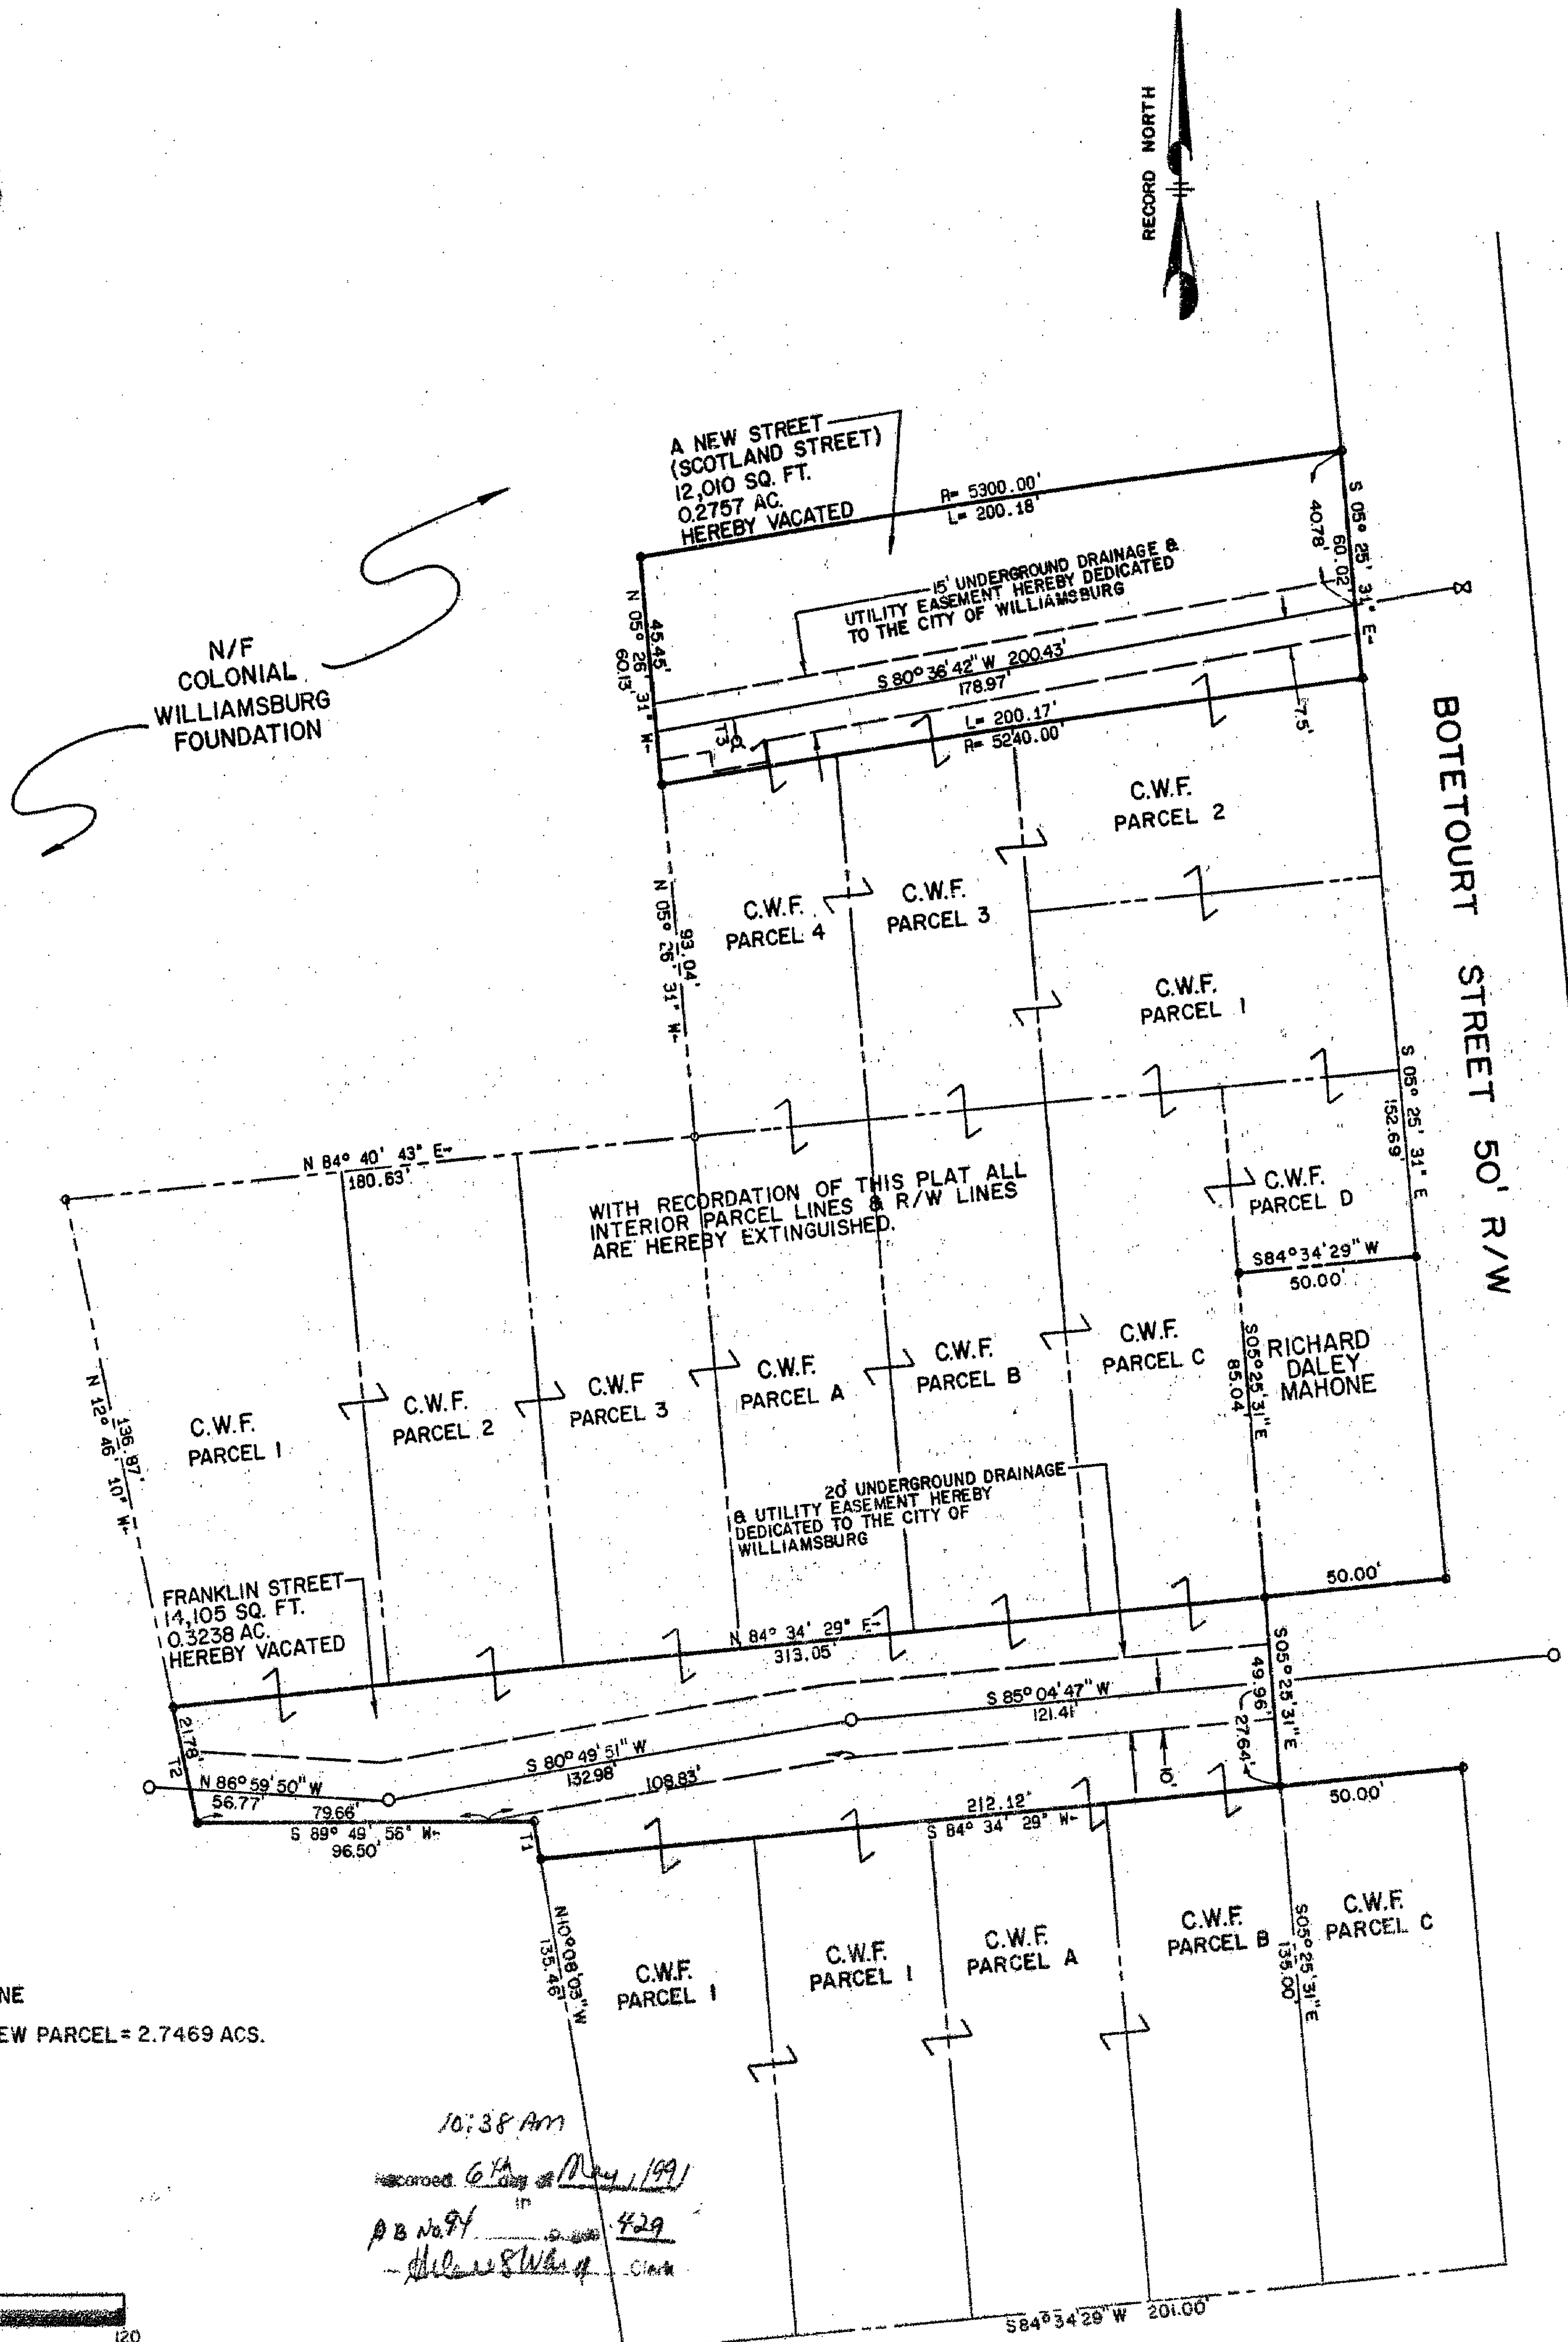 RECORD NORTH
A NEW STREET
(SCOTLAND STREET)
12,010 SQ. FT.
0.2757 AC.
HEREBY VACATED
R= 5300.00'
L= 200.18'
S 05° 25' 31" E-
60.02'
40.78'
15' UNDERGROUND DRAINAGE &
UTILITY EASEMENT HEREBY DEDICATED
TO THE CITY OF WILLIAMSBURG
N/F
COLONIAL
WILLIAMSBURG
FOUNDATION
45.45'
N 05° 26' 31" W-
60.13'
S 80° 36' 42" W 200.43'
178.97'
T3
L= 200.17'
R= 5240.00'
7.5'
BOTETOURT STREET 50' R/W
C.W.F.
PARCEL 2
C.W.F.
PARCEL 4
C.W.F.
PARCEL 3
93.04'
N 05° 26' 31" W-
C.W.F.
PARCEL 1
S 05° 25' 31" E
152.69'
N 84° 40' 43" E-
180.63'
WITH RECORDATION OF THIS PLAT ALL
INTERIOR PARCEL LINES & R/W LINES
ARE HEREBY EXTINGUISHED.
C.W.F.
PARCEL D
S84°34'29" W
50.00'
S05°25'31" E
85.04'
RICHARD
DALEY
MAHONE
136.87'
N 12° 46' 10" W-
C.W.F.
PARCEL 1
C.W.F.
PARCEL 2
C.W.F
PARCEL 3
C.W.F.
PARCEL A
C.W.F.
PARCEL B
C.W.F.
PARCEL C
20' UNDERGROUND DRAINAGE
& UTILITY EASEMENT HEREBY
DEDICATED TO THE CITY OF
WILLIAMSBURG
FRANKLIN STREET
14,105 SQ. FT.
0.3238 AC.
HEREBY VACATED
50.00'
N 84° 34' 29" E-
313.05'
S05°25'31" E
49.96'
27.64'
S 85° 04' 47" W
121.41'
21.78'
T2
S 80° 49' 51" W
132.98'
108.83'
10'
N 86° 59' 50" W
56.77'
79.66'
S 89° 49' 56" W-
96.50'
T1
212.12'
S 84° 34' 29" W-
50.00'
N10°08'03" W
135.46'
C.W.F.
PARCEL 1
C.W.F.
PARCEL 1
C.W.F.
PARCEL A
C.W.F.
PARCEL B
C.W.F.
PARCEL C
S05°25'31" E
135.00'
NE
EW PARCEL = 2.7469 ACS.
10:38 AM
Recorded 6th day of May, 1991
in
No. 94 429
Clerk
S84°34'29" W 201.00'
120